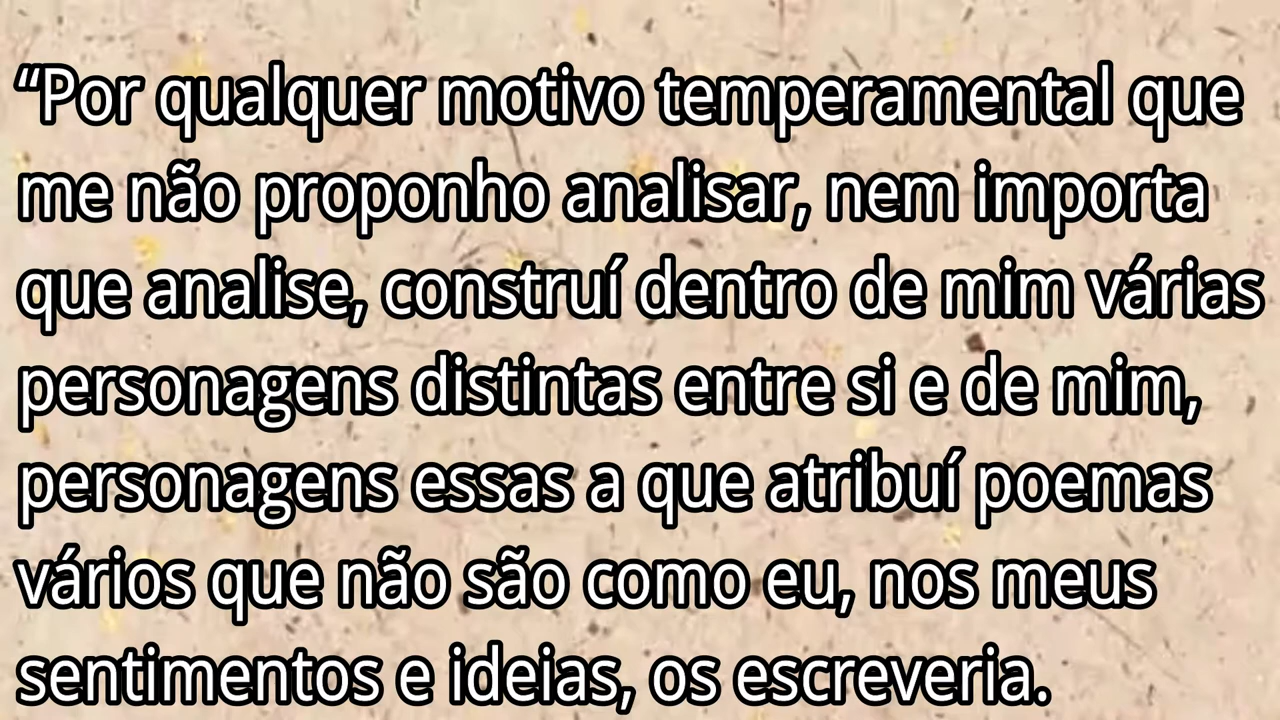 “Por qualquer motivo temperamental que
me não proponho analisar, nem importa
que analise, construí dentro de mim várias
personagens distintas entre si e de mim,
personagens essas a que atribuí poemas
vários que não são como eu, nos meus
sentimentos e ideias, os escreveria.